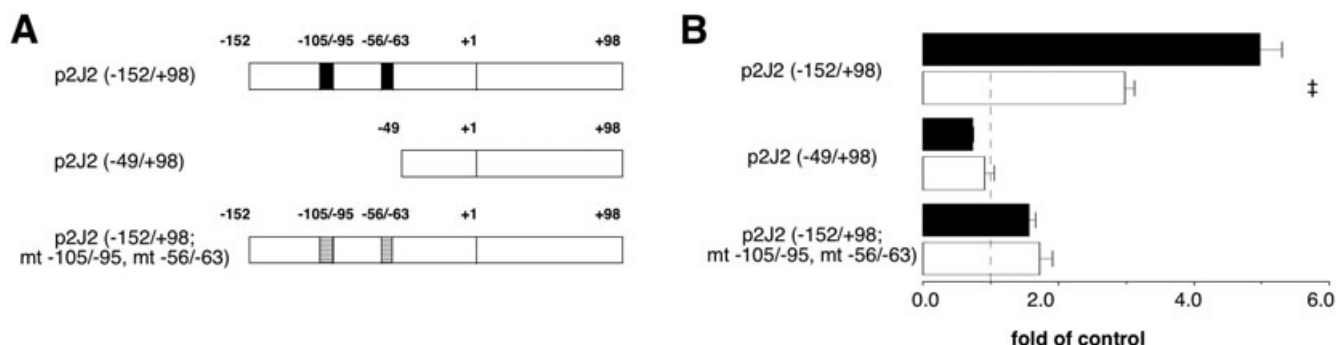 A
-152 -105/-95 -56/-63 +1 +98
p2J2 (-152/+98)
-49 +1 +98
p2J2 (-49/+98)
-152 -105/-95 -56/-63 +1 +98
p2J2 (-152/+98;
mt -105/-95, mt -56/-63)
B
p2J2 (-152/+98)
‡
p2J2 (-49/+98)
p2J2 (-152/+98;
mt -105/-95, mt -56/-63)
0.0 2.0 4.0 6.0
fold of control